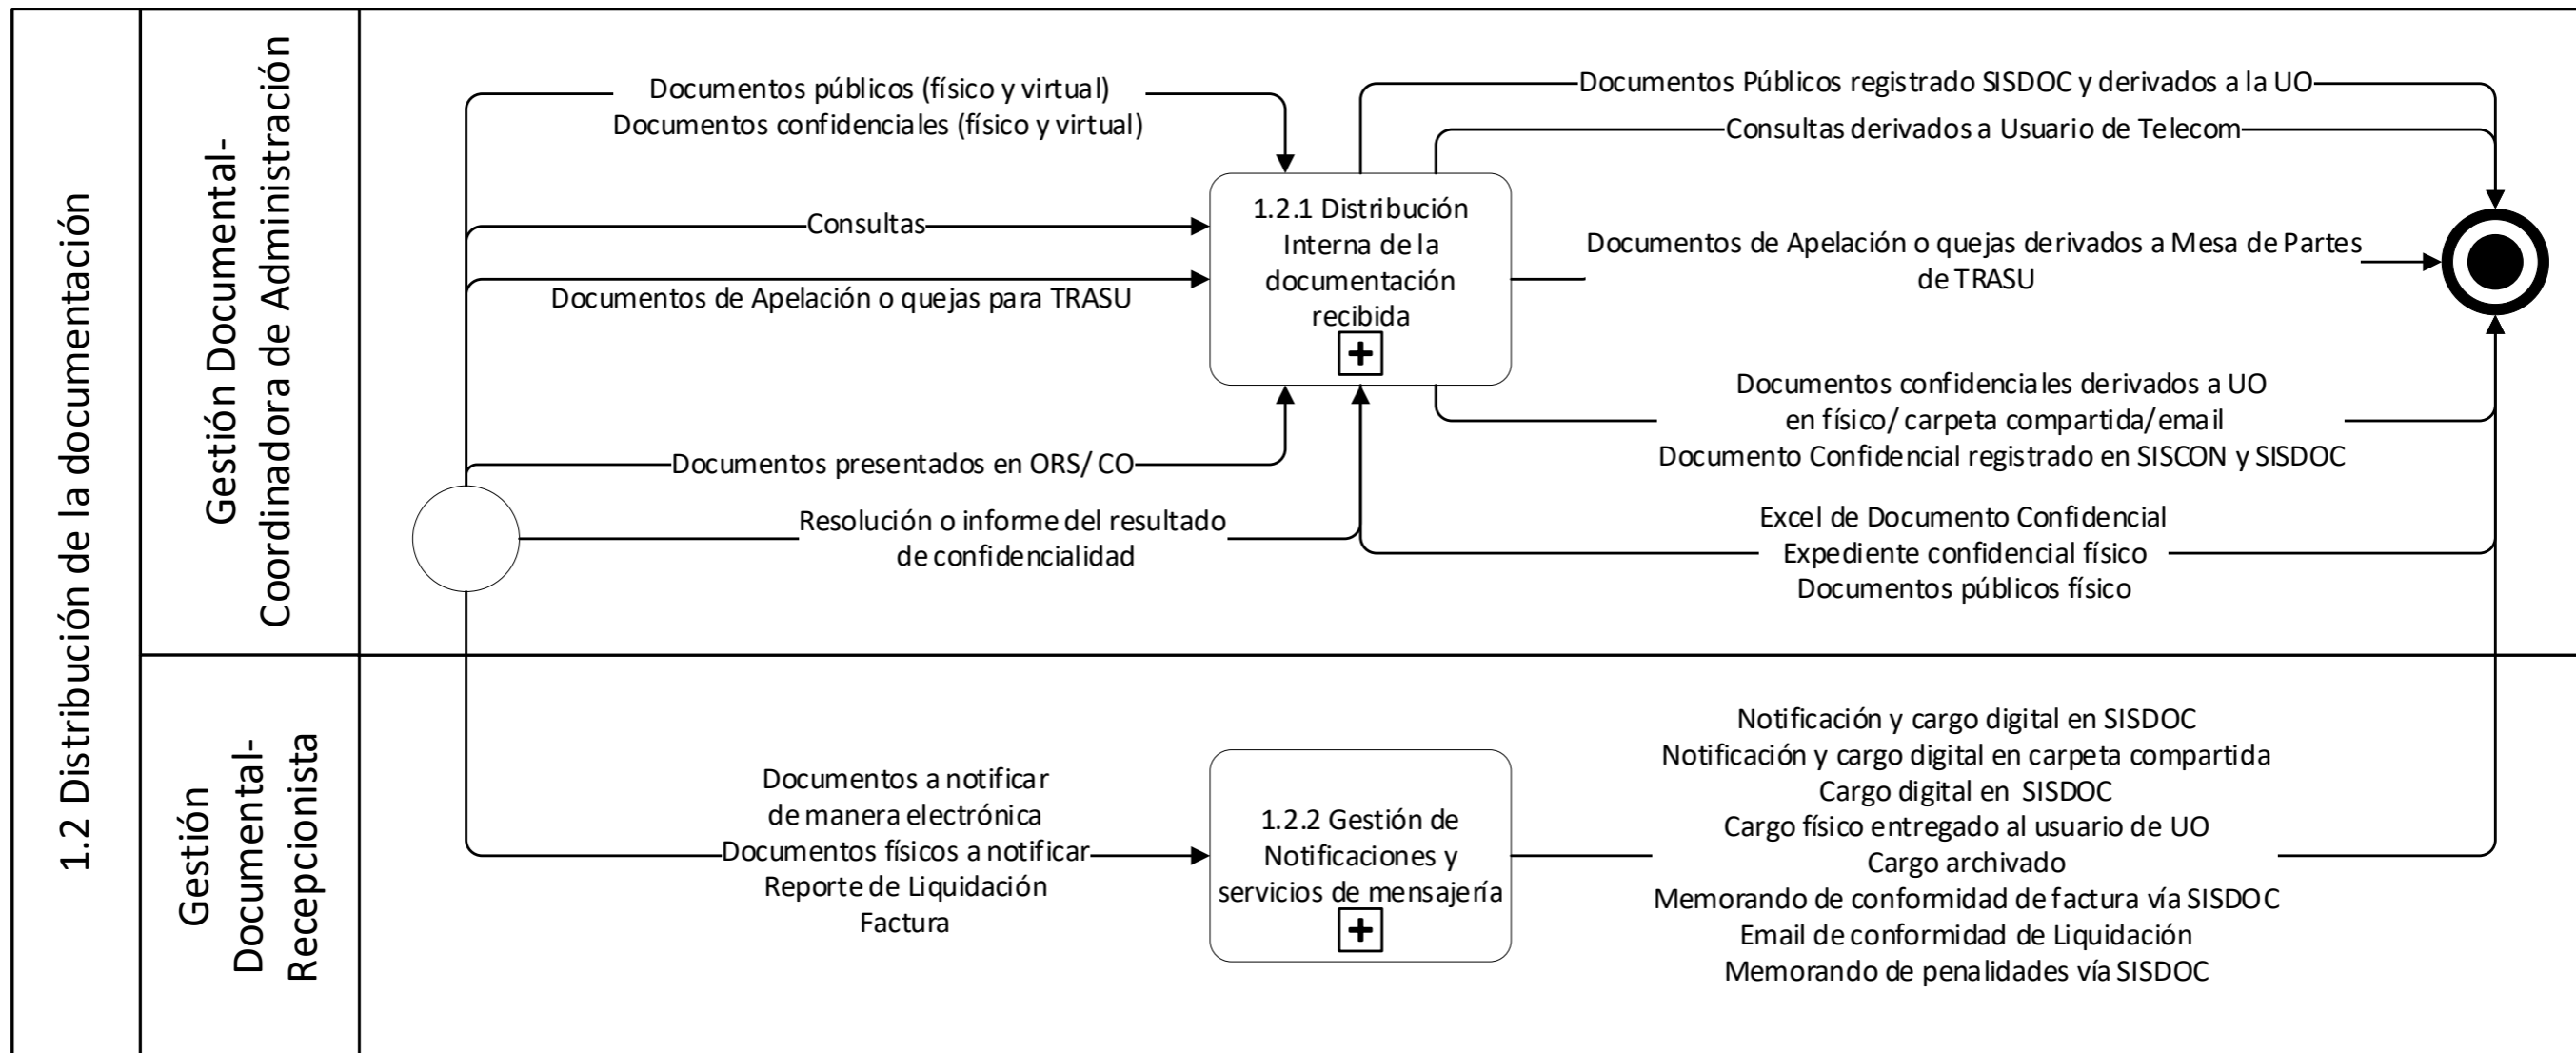 1.2 Distribución de la documentación
Gestión Documental-
Coordinadora de Administración
Documentos públicos (físico y virtual)
Documentos confidenciales (físico y virtual)
Consultas
Documentos de Apelación o quejas para TRASU
Documentos presentados en ORS/ CO
Resolución o informe del resultado
de confidencialidad
1.2.1 Distribución
Interna de la
documentación
recibida
Documentos Públicos registrado SISDOC y derivados a la UO
Consultas derivados a Usuario de Telecom
Documentos de Apelación o quejas derivados a Mesa de Partes
de TRASU
Documentos confidenciales derivados a UO
en físico/ carpeta compartida/email
Documento Confidencial registrado en SISCON y SISDOC
Excel de Documento Confidencial
Expediente confidencial físico
Documentos públicos físico
Gestión
Documental-
Recepcionista
Documentos a notificar
de manera electrónica
Documentos físicos a notificar
Reporte de Liquidación
Factura
1.2.2 Gestión de
Notificaciones y
servicios de mensajería
Notificación y cargo digital en SISDOC
Notificación y cargo digital en carpeta compartida
Cargo digital en SISDOC
Cargo físico entregado al usuario de UO
Cargo archivado
Memorando de conformidad de factura vía SISDOC
Email de conformidad de Liquidación
Memorando de penalidades vía SISDOC